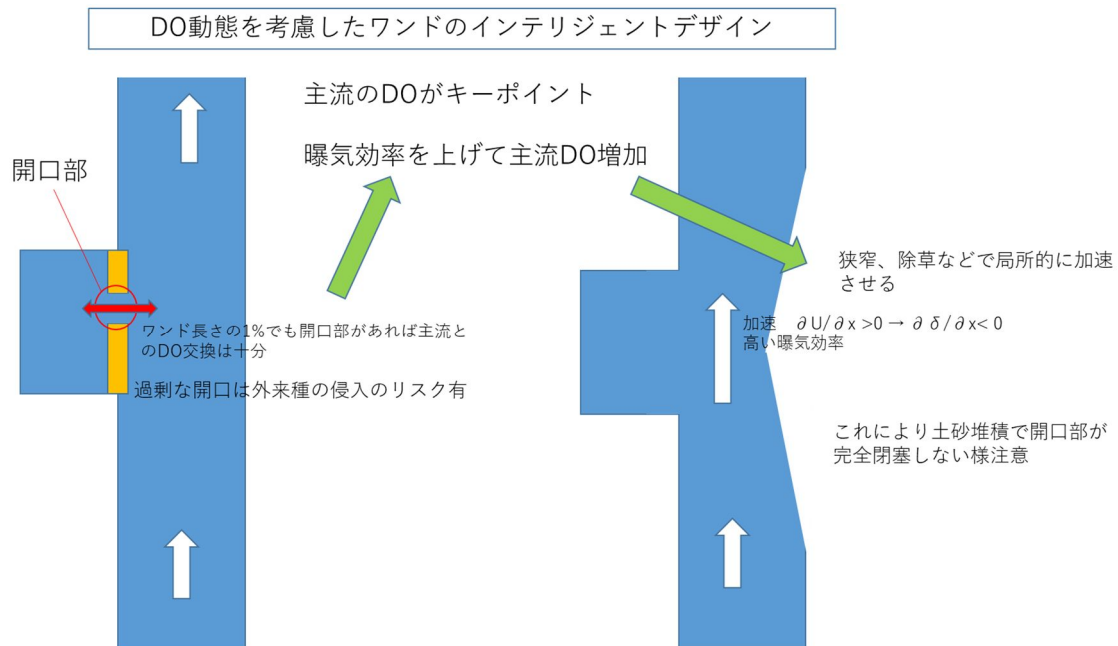 DO動態を考慮したワンドのインテリジェントデザイン
主流のDOがキーポイント
曝気効率を上げて主流DO増加
開口部
ワンド長さの1%でも開口部があれば主流と
のDO交換は十分
過剰な開口は外来種の侵入のリスク有
狭窄、除草などで局所的に加速
させる
加速 ∂U/∂x >0 → ∂δ/∂x< 0
高い曝気効率
これにより土砂堆積で開口部が
完全閉塞しない様注意